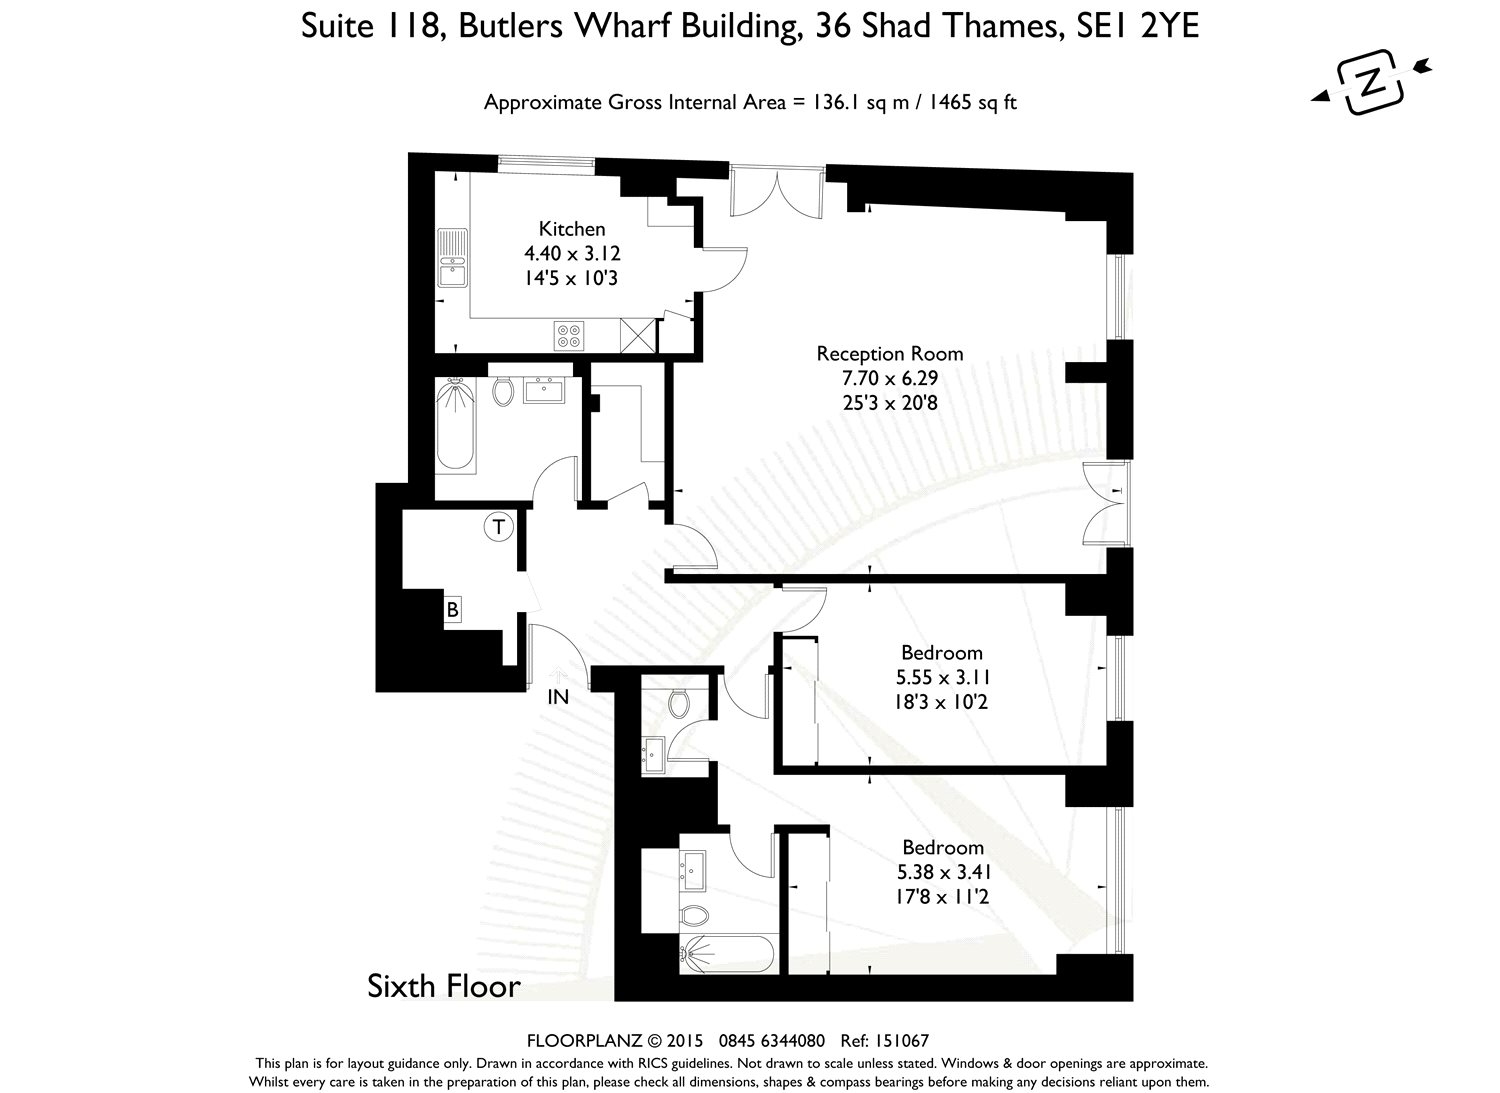 Suite 118, Butlers Wharf Building, 36 Shad Thames, SE1 2YE
Approximate Gross Internal Area = 136.1 sq m / 1465 sq ft
N
Kitchen
4.40 x 3.12
14'5 x 10'3
Reception Room
7.70 x 6.29
25'3 x 20'8
T
B
IN
Bedroom
5.55 x 3.11
18'3 x 10'2
Bedroom
5.38 x 3.41
17'8 x 11'2
Sixth Floor
FLOORPLANZ © 2015 0845 6344080 Ref: 151067
This plan is for layout guidance only. Drawn in accordance with RICS guidelines. Not drawn to scale unless stated. Windows & door openings are approximate.
Whilst every care is taken in the preparation of this plan, please check all dimensions, shapes & compass bearings before making any decisions reliant upon them.